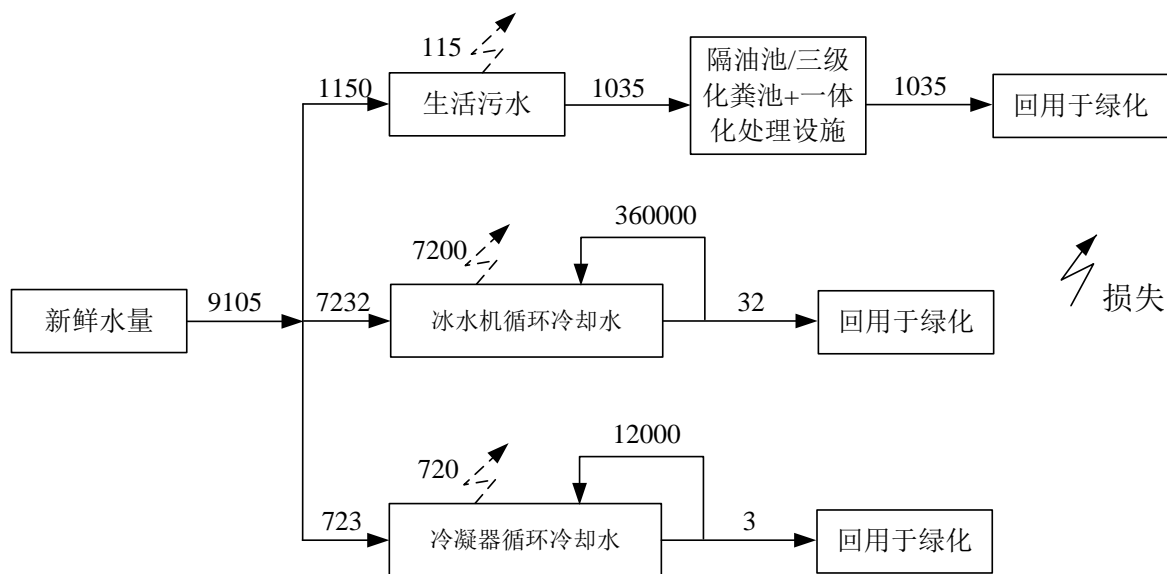 115
1150
生活污水
1035
隔油池/三级
化粪池+一体
化处理设施
1035
回用于绿化
新鲜水量
9105
7200
7232
冰水机循环冷却水
360000
32
回用于绿化
损失
720
723
冷凝器循环冷却水
12000
3
回用于绿化